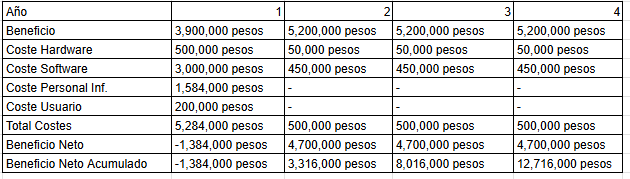 Año 1 2 3 4
Beneficio 3,900,000 pesos 5,200,000 pesos 5,200,000 pesos 5,200,000 pesos
Coste Hardware 500,000 pesos 50,000 pesos 50,000 pesos 50,000 pesos
Coste Software 3,000,000 pesos 450,000 pesos 450,000 pesos 450,000 pesos
Coste Personal Inf. 1,584,000 pesos - - -
Coste Usuario 200,000 pesos - - -
Total Costes 5,284,000 pesos 500,000 pesos 500,000 pesos 500,000 pesos
Beneficio Neto -1,384,000 pesos 4,700,000 pesos 4,700,000 pesos 4,700,000 pesos
Beneficio Neto Acumulado -1,384,000 pesos 3,316,000 pesos 8,016,000 pesos 12,716,000 pesos